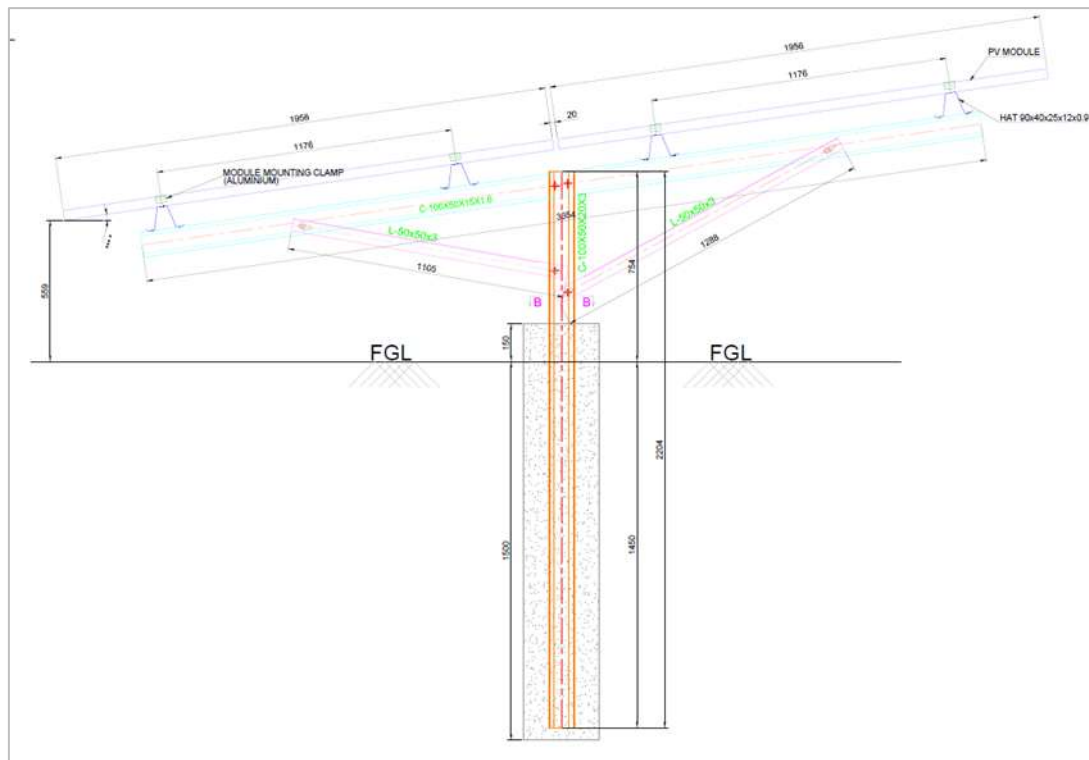 1956
1176
PV MODULE
1956
20
HAT 90x40x25x12x0.9
1176
MODULE MOUNTING CLAMP
(ALUMINIUM)
C-100X50X15X1.6
3354
C-100X50X20X3
L-50x50x3
L-50x50x3
1288
1105
754
559
B
B
150
FGL
FGL
2204
1500
1450